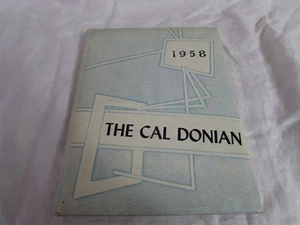 1958
THE CAL DONIAN